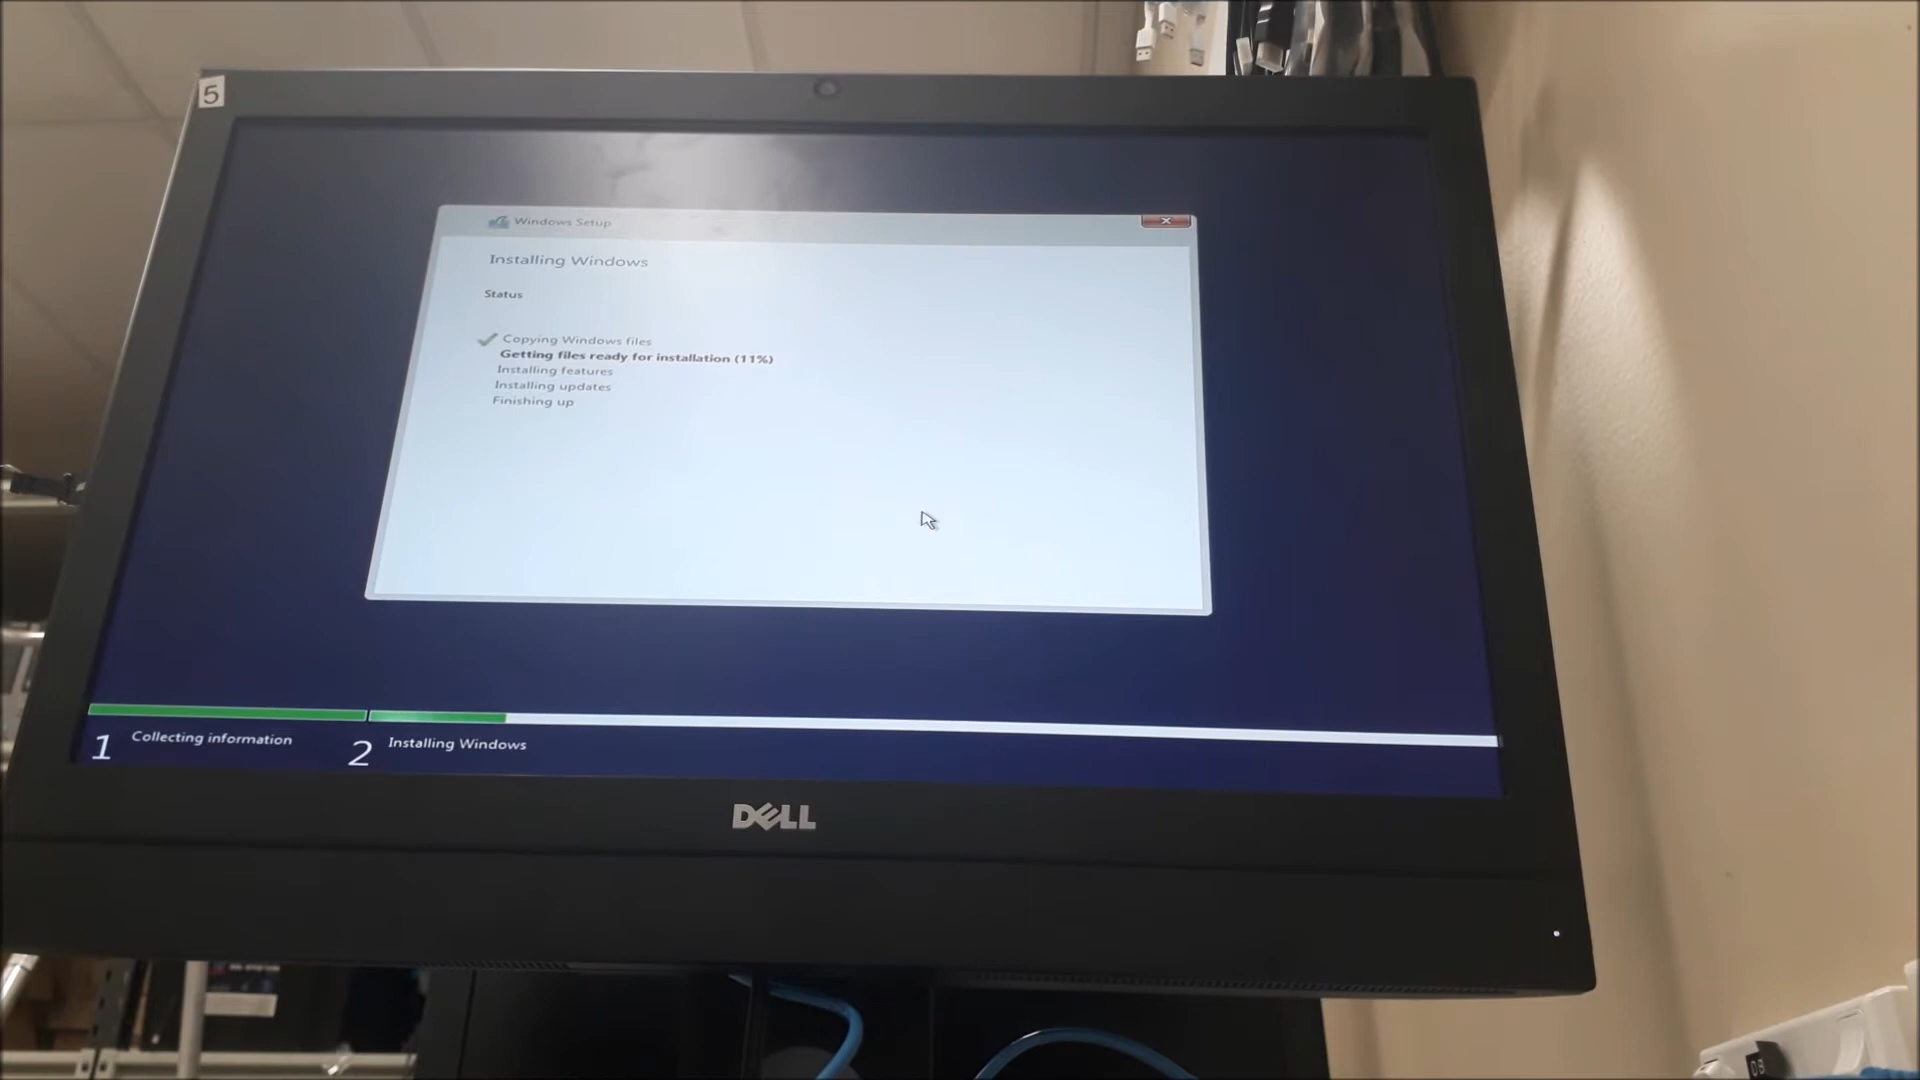 5
Windows Setup
Installing Windows
Status
Copying Windows files
Getting files ready for installation (11%)
Installing features
Installing updates
Finishing up
1 Collecting information
2 Installing Windows
DELL